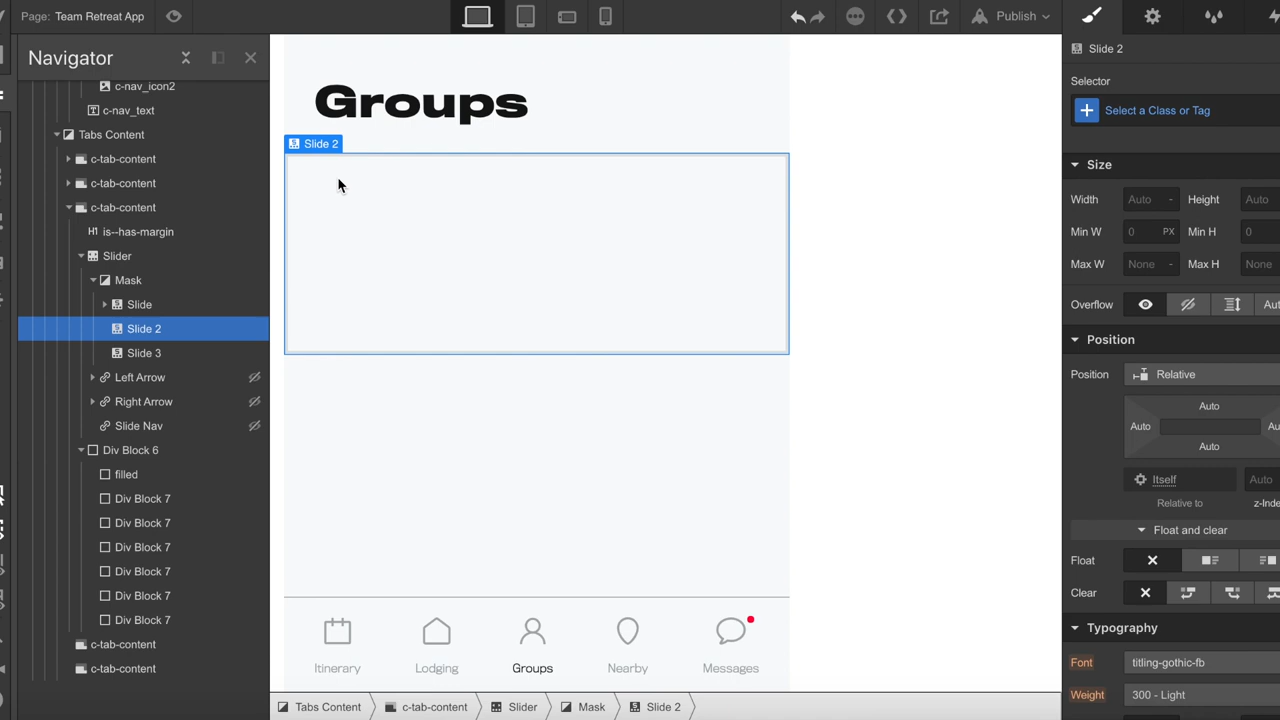 Page: Team Retreat App
Publish
Navigator
c-nav_icon2
c-nav_text
Tabs Content
c-tab-content
c-tab-content
c-tab-content
H1 is--has-margin
Slider
Mask
Slide
Slide 2
Slide 3
Left Arrow
Right Arrow
Slide Nav
Div Block 6
filled
Div Block 7
Div Block 7
Div Block 7
Div Block 7
Div Block 7
Div Block 7
c-tab-content
c-tab-content
Groups
Slide 2
Itinerary
Lodging
Groups
Nearby
Messages
Tabs Content
c-tab-content
Slider
Mask
Slide 2
Slide 2
Selector
+ Select a Class or Tag
Size
Width Auto - Height Auto
Min W 0 PX Min H 0
Max W None - Max H None
Overflow
Position
Position Relative
Auto
Auto
Auto
Itself Auto
Relative to
Float and clear
Float
Clear
Typography
Font titling-gothic-fb
Weight 300 - Light